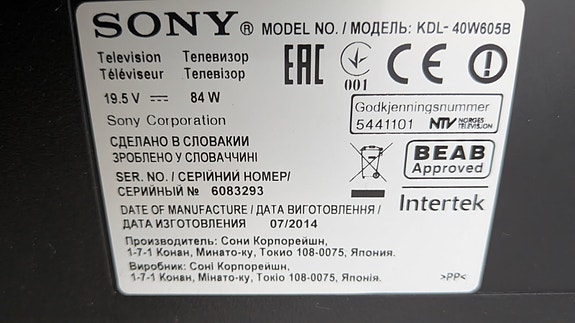 SONY® MODEL NO. / МОДЕЛЬ: KDL- 40W605B
Television Телевизор
Téléviseur Телевізор
19.5 V 84 W
Sony Corporation
EAC
001
CE
Godkjenningsnummer
5441101 NTV NORGES TELEVISJON
СДЕЛАНО В СЛОВАКИИ
ЗРОБЛЕНО У СЛОВАЧЧИНІ
SER. NO. / СЕРІЙНИЙ НОМЕР/
СЕРИЙНЫЙ № 6083293
BEAB
Approved
Intertek
DATE OF MANUFACTURE / ДАТА ВИГОТОВЛЕННЯ /
ДАТА ИЗГОТОВЛЕНИЯ 07/2014
Производитель: Сони Корпорейшн,
1-7-1 Конан, Минато-ку, Токио 108-0075, Япония.
Виробник: Соні Корпорейшн,
1-7-1 Конан, Мінато-ку, Токіо 108-0075, Японія.
>PP<